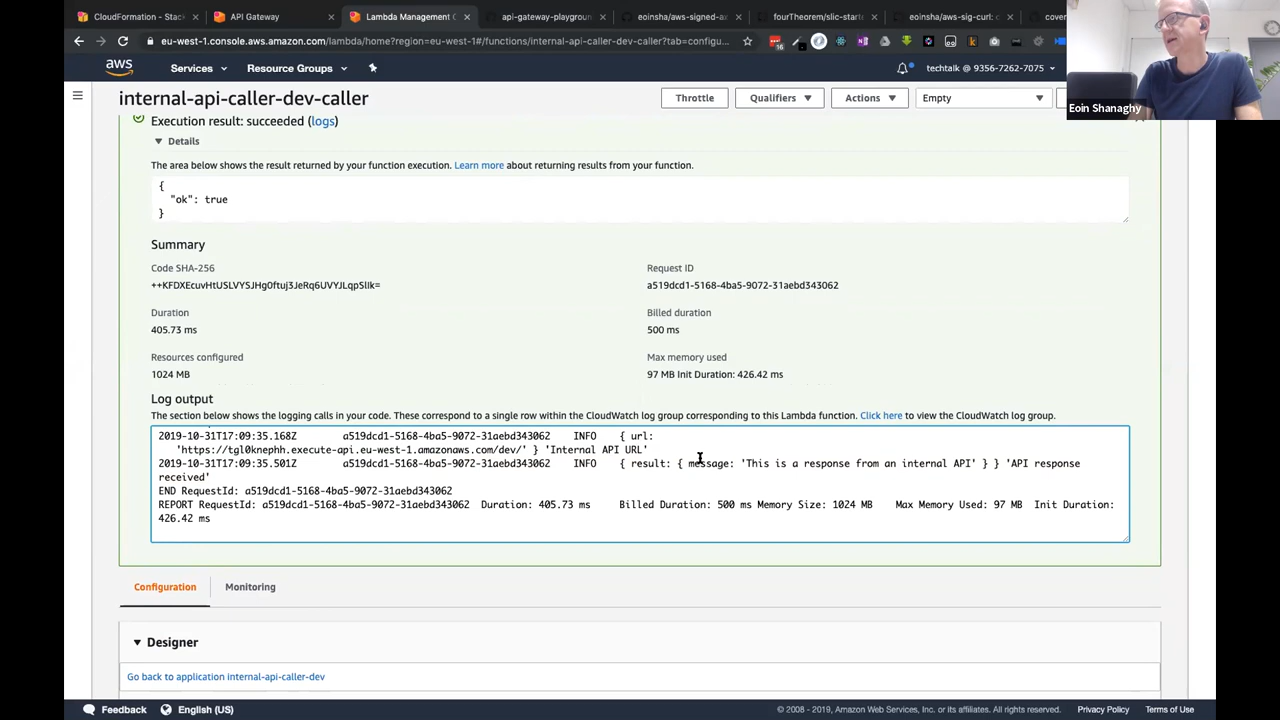 CloudFormation - Stack
API Gateway
Lambda Management C
api-gateway-playgroun
eoinsha/aws-signed-ax
fourTheorem/slic-starte
eoinsha/aws-sig-curl: c
cover
eu-west-1.console.aws.amazon.com/lambda/home?region=eu-west-1#/functions/internal-api-caller-dev-caller?tab=configu...
16
aws
Services
Resource Groups
techtalk @ 9356-7262-7075
Eoin Shanaghy
internal-api-caller-dev-caller
Throttle
Qualifiers
Actions
Empty
Execution result: succeeded (logs)
Details
The area below shows the result returned by your function execution. Learn more about returning results from your function.
{
"ok": true
}
Summary
Code SHA-256
Request ID
++KFDXEcuvHtUSLVYSJHg0ftuj3JeRq6UVYJLqpSlIk=
a519dcd1-5168-4ba5-9072-31aebd343062
Duration
Billed duration
405.73 ms
500 ms
Resources configured
Max memory used
1024 MB
97 MB Init Duration: 426.42 ms
Log output
The section below shows the logging calls in your code. These correspond to a single row within the CloudWatch log group corresponding to this Lambda function. Click here to view the CloudWatch log group.
2019-10-31T17:09:35.168Z a519dcd1-5168-4ba5-9072-31aebd343062 INFO { url:
'https://tgl0knephh.execute-api.eu-west-1.amazonaws.com/dev/' } 'Internal API URL'
2019-10-31T17:09:35.501Z a519dcd1-5168-4ba5-9072-31aebd343062 INFO { result: { message: 'This is a response from an internal API' } } 'API response
received'
END RequestId: a519dcd1-5168-4ba5-9072-31aebd343062
REPORT RequestId: a519dcd1-5168-4ba5-9072-31aebd343062 Duration: 405.73 ms Billed Duration: 500 ms Memory Size: 1024 MB Max Memory Used: 97 MB Init Duration:
426.42 ms
Configuration
Monitoring
Designer
Go back to application internal-api-caller-dev
Feedback
English (US)
© 2008 - 2019, Amazon Web Services, Inc. or its affiliates. All rights reserved.
Privacy Policy
Terms of Use